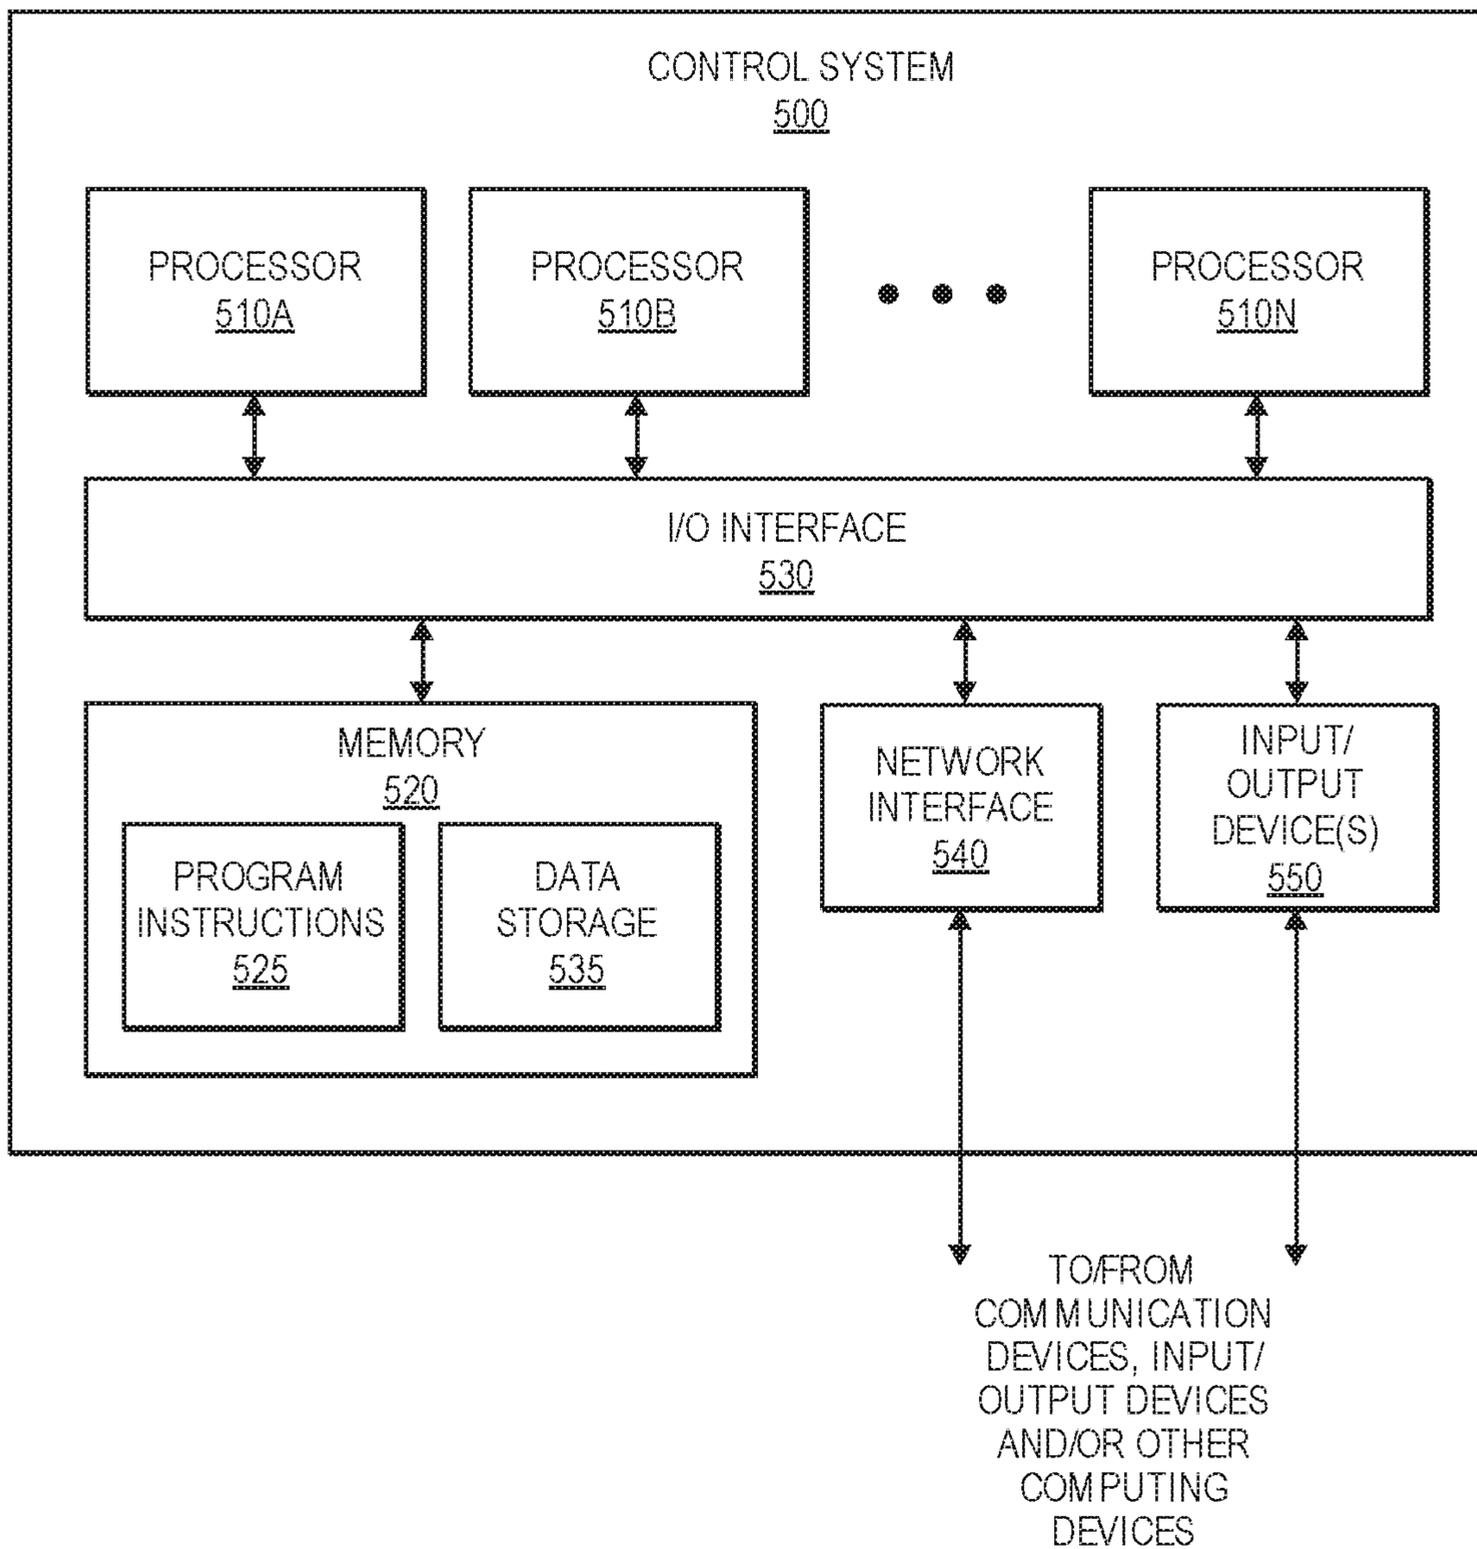 CONTROL SYSTEM
500
PROCESSOR
510A
PROCESSOR
510B
PROCESSOR
510N
I/O INTERFACE
530
MEMORY
520
PROGRAM
INSTRUCTIONS
525
DATA
STORAGE
535
NETWORK
INTERFACE
540
INPUT/
OUTPUT
DEVICE(S)
550
TO/FROM
COMMUNICATION
DEVICES, INPUT/
OUTPUT DEVICES
AND/OR OTHER
COMPUTING
DEVICES